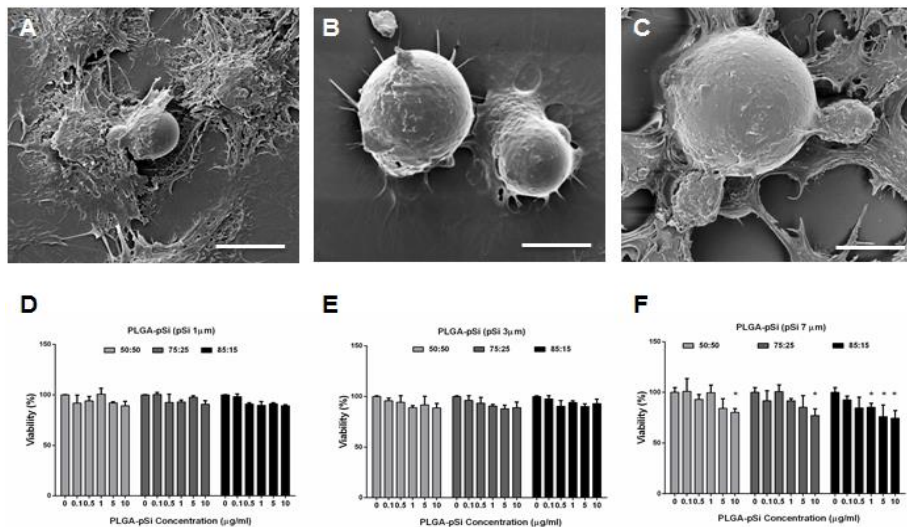 A
B
C
D
E
F
PLGA-pSi (pSi 1μm)
50:50 75:25 85:15
Viability (%)
150
100
50
0
0 0.1 0.5 1 5 10 0 0.1 0.5 1 5 10 0 0.1 0.5 1 5 10
PLGA-pSi Concentration (μg/ml)
PLGA-pSi (pSi 3μm)
50:50 75:25 85:15
Viability (%)
150
100
50
0
0 0.1 0.5 1 5 10 0 0.1 0.5 1 5 10 0 0.1 0.5 1 5 10
PLGA-pSi Concentration (μg/ml)
PLGA-pSi (pSi 7 μm)
50:50 75:25 85:15
* * * * *
Viability (%)
150
100
50
0
0 0.1 0.5 1 5 10 0 0.1 0.5 1 5 10 0 0.1 0.5 1 5 10
PLGA-pSi Concentration (μg/ml)